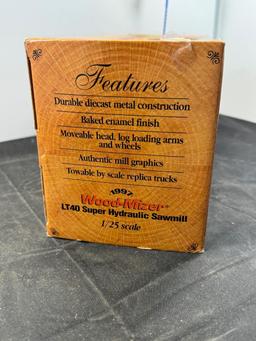 Features
Durable diecast metal construction
Baked enamel finish
Moveable head, log loading arms
and wheels
Authentic mill graphics
Towable by scale replica trucks
1997
Wood-Mizer
LT40 Super Hydraulic Sawmill
1/25 scale